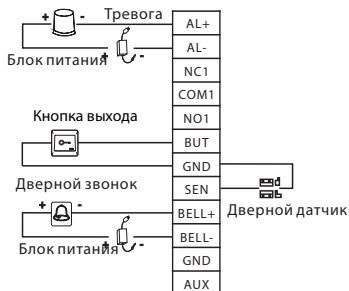 Тревога
+ -
AL+
AL-
Блок питания
+ -
NC1
COM1
NO1
Кнопка выхода
BUT
GND
SEN
Дверной звонок
+ -
BELL+
Дверной датчик
BELL-
Блок питания
+ -
GND
AUX